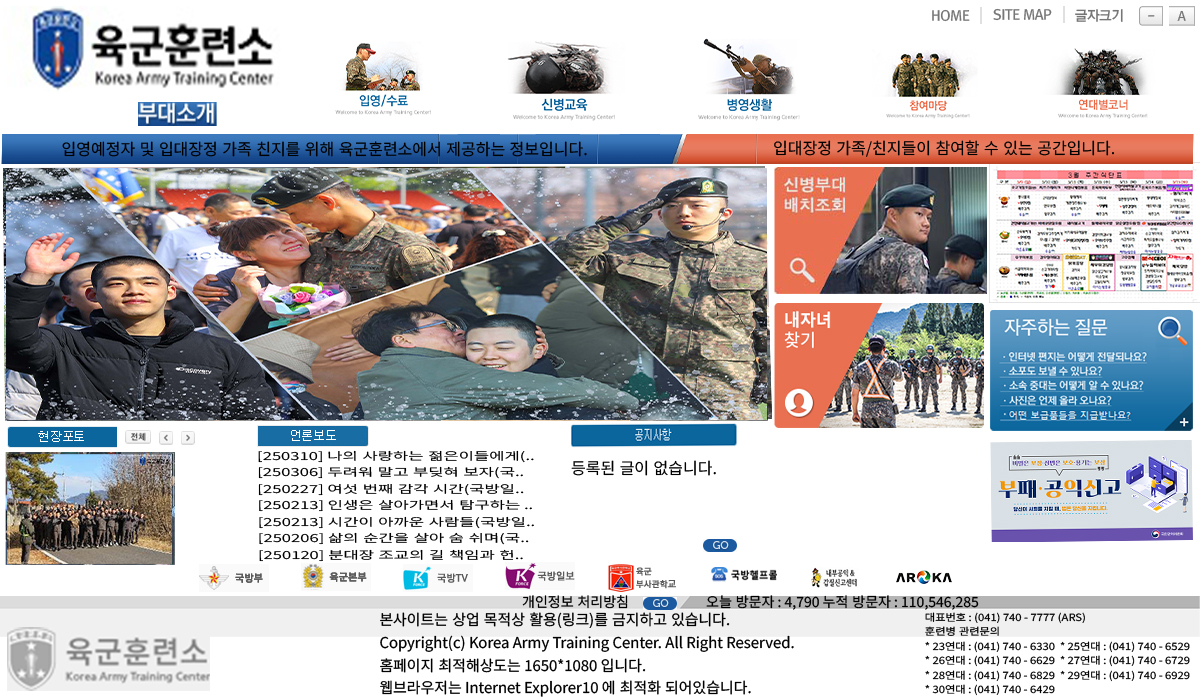 HOME
SITE MAP
글자크기
A
육군훈련소
Korea Army Training Center
부대소개
입영/수료
Welcome to Korea Army Training Center!
신병교육
Welcome to Korea Army Training Center!
병영생활
Welcome to Korea Army Training Center!
참여마당
Welcome to Korea Army Training Center!
연대별코너
Welcome to Korea Army Training Center!
입영예정자 및 입대장정 가족 친지를 위해 육군훈련소에서 제공하는 정보입니다.
입대장정 가족/친지들이 참여할 수 있는 공간입니다.
신병부대
배치조회
3월 주간식단표
내자녀
찾기
자주하는 질문
· 인터넷 편지는 어떻게 전달되나요?
· 소포도 보낼 수 있나요?
· 소속 중대는 어떻게 알 수 있나요?
· 사진은 언제 올라 오나요?
· 어떤 보급품들을 지급받나요?
현장포토
전체
언론보도
[250310] 나의 사랑하는 젊은이들에게(..
[250306] 두려워 말고 부딪혀 보자(국..
[250227] 여섯 번째 감각 시간(국방일..
[250213] 인생은 살아가면서 탐구하는 ..
[250213] 시간이 아까운 사람들(국방일..
[250206] 삶의 순간을 살아 숨 쉬며(국..
[250120] 분대장 조교의 길 책임과 헌..
공지사항
등록된 글이 없습니다.
GO
부패·공익신고
국방부
육군본부
국방TV
국방일보
육군
부사관학교
국방헬프콜
내부공익 &
갑질신고센터
AROKA
개인정보 처리방침
GO
오늘 방문자 : 4,790 누적 방문자 : 110,546,285
육군훈련소
Korea Army Training Center
본사이트는 상업 목적상 활용(링크)를 금지하고 있습니다.
Copyright(c) Korea Army Training Center. All Right Reserved.
홈페이지 최적해상도는 1650*1080 입니다.
웹브라우저는 Internet Explorer10 에 최적화 되어있습니다.
대표번호 : (041) 740 - 7777 (ARS)
훈련병 관련문의
* 23연대 : (041) 740 - 6330 * 25연대 : (041) 740 - 6529
* 26연대 : (041) 740 - 6629 * 27연대 : (041) 740 - 6729
* 28연대 : (041) 740 - 6829 * 29연대 : (041) 740 - 6929
* 30연대 : (041) 740 - 6429